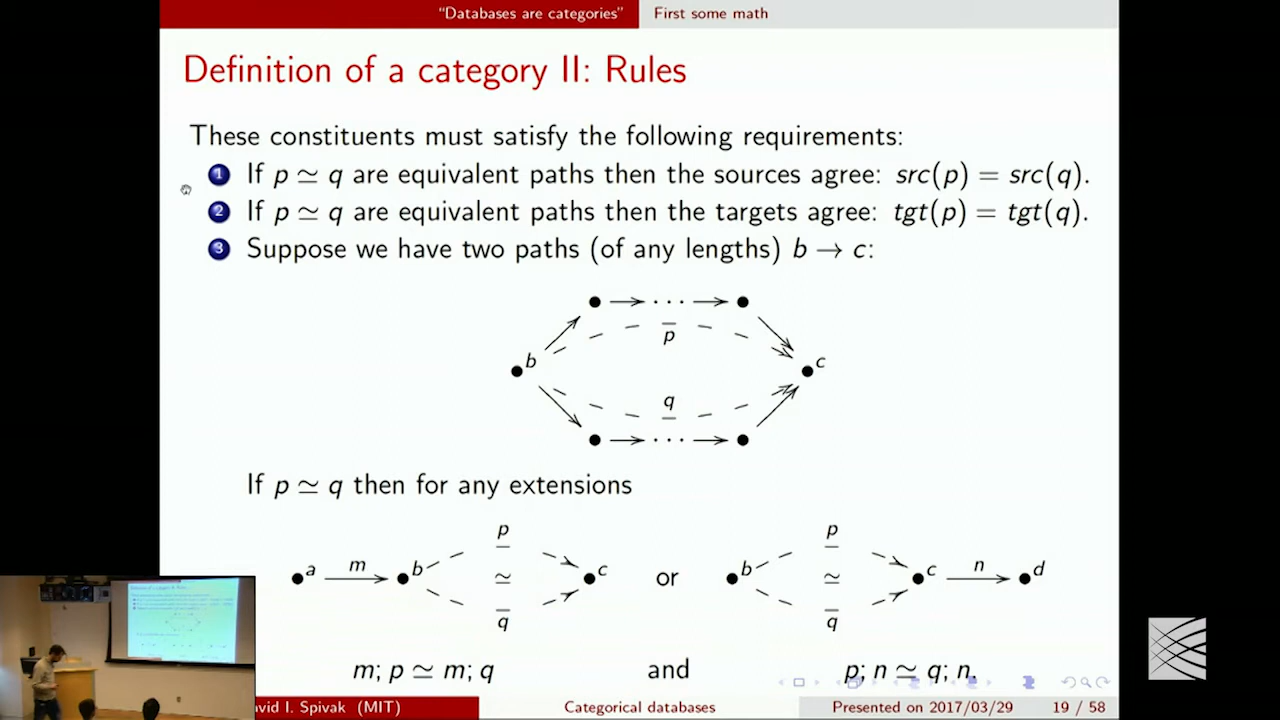 “Databases are categories” First some math
Definition of a category II: Rules
These constituents must satisfy the following requirements:
1 If p ≃ q are equivalent paths then the sources agree: src(p) = src(q).
2 If p ≃ q are equivalent paths then the targets agree: tgt(p) = tgt(q).
3 Suppose we have two paths (of any lengths) b → c:
p
b c
q
If p ≃ q then for any extensions
p p
a m b ≃ c or b ≃ c n d
q q
m; p ≃ m; q and p; n ≃ q; n.
avid I. Spivak (MIT) Categorical databases Presented on 2017/03/29 19 / 58